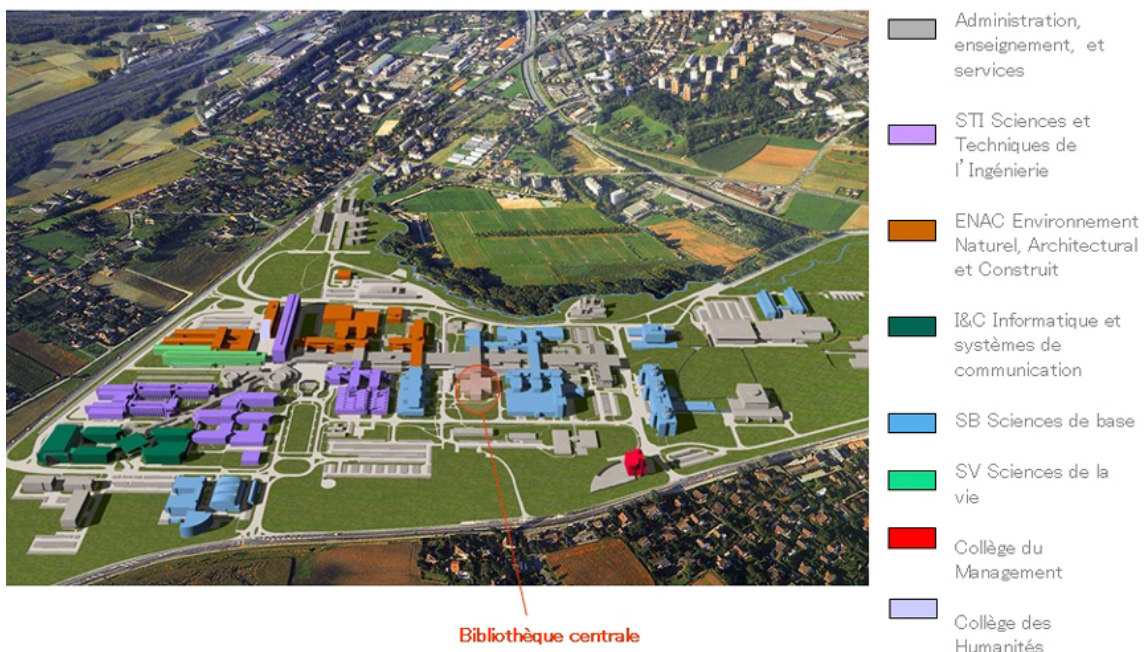 Administration,
enseignement, et
services
STI Sciences et
Techniques de
l'Ingénierie
ENAC Environnement
Naturel, Architectural
et Construit
I&C Informatique et
systèmes de
communication
SB Sciences de base
SV Sciences de la
vie
Collège du
Management
Collège des
Humanités
Bibliothèque centrale